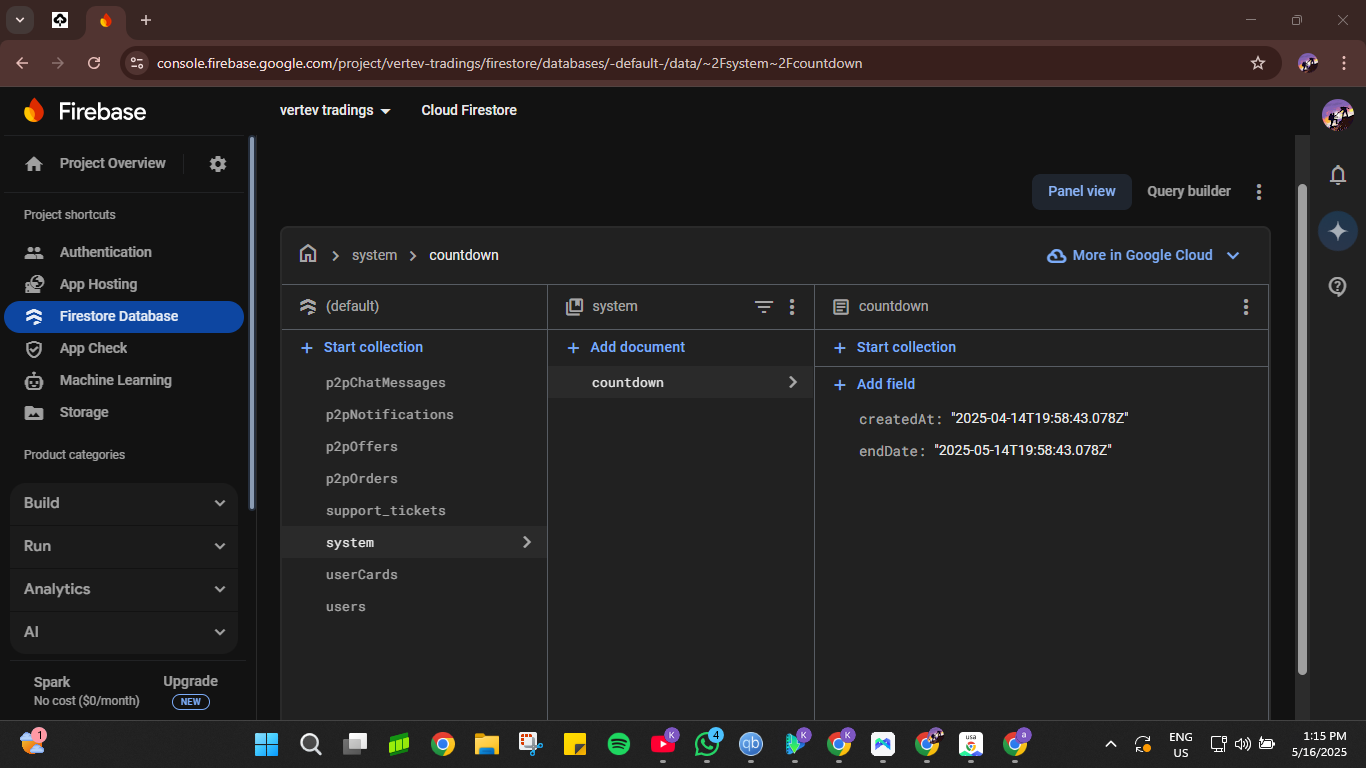 console.firebase.google.com/project/vertev-tradings/firestore/databases/-default-/data/~2Fsystem~2Fcountdown
Firebase
vertev tradings
Cloud Firestore
Project Overview
Panel view
Query builder
Project shortcuts
Authentication
App Hosting
Firestore Database
App Check
Machine Learning
Storage
Product categories
Build
Run
Analytics
AI
Spark
No cost ($0/month)
Upgrade
NEW
system
countdown
More in Google Cloud
(default)
Start collection
p2pChatMessages
p2pNotifications
p2pOffers
p2pOrders
support_tickets
system
userCards
users
system
Add document
countdown
countdown
Start collection
Add field
createdAt: "2025-04-14T19:58:43.078Z"
endDate: "2025-05-14T19:58:43.078Z"
1
qb
K
4
K
K
usa
a
ENG
US
1:15 PM
5/16/2025